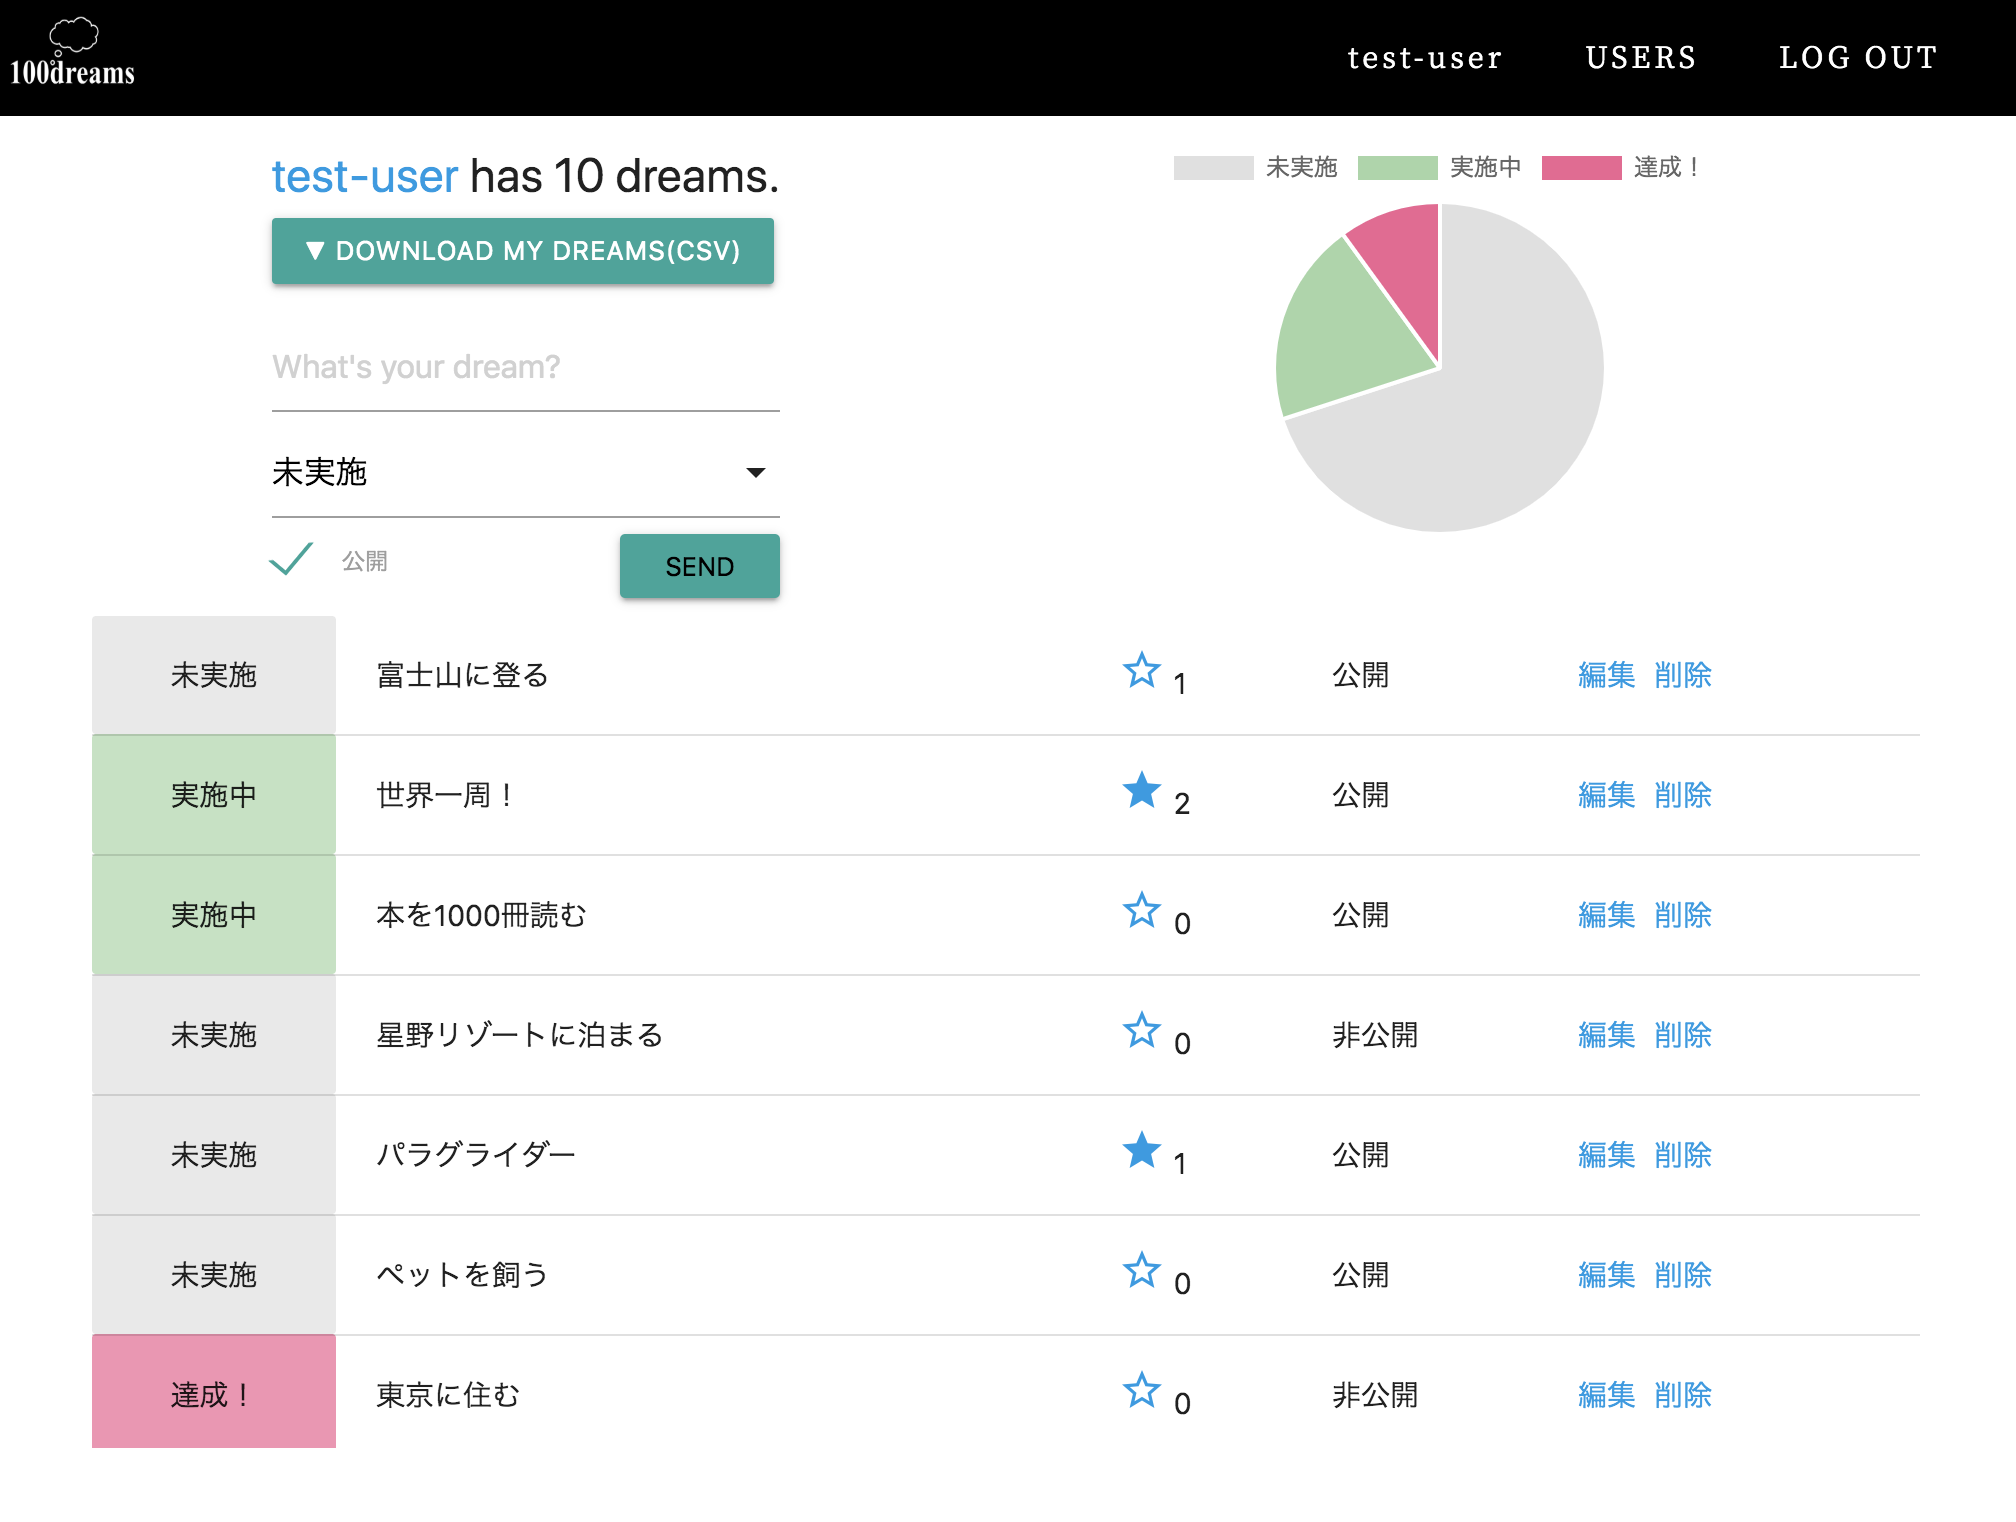 100dreams
test-user USERS LOG OUT
test-user has 10 dreams.
▼ DOWNLOAD MY DREAMS(CSV)
未実施 実施中 達成！
What's your dream?
未実施
公開 SEND
未実施 富士山に登る 1 公開 編集 削除
実施中 世界一周！ 2 公開 編集 削除
実施中 本を1000冊読む 0 公開 編集 削除
未実施 星野リゾートに泊まる 0 非公開 編集 削除
未実施 パラグライダー 1 公開 編集 削除
未実施 ペットを飼う 0 公開 編集 削除
達成！ 東京に住む 0 非公開 編集 削除